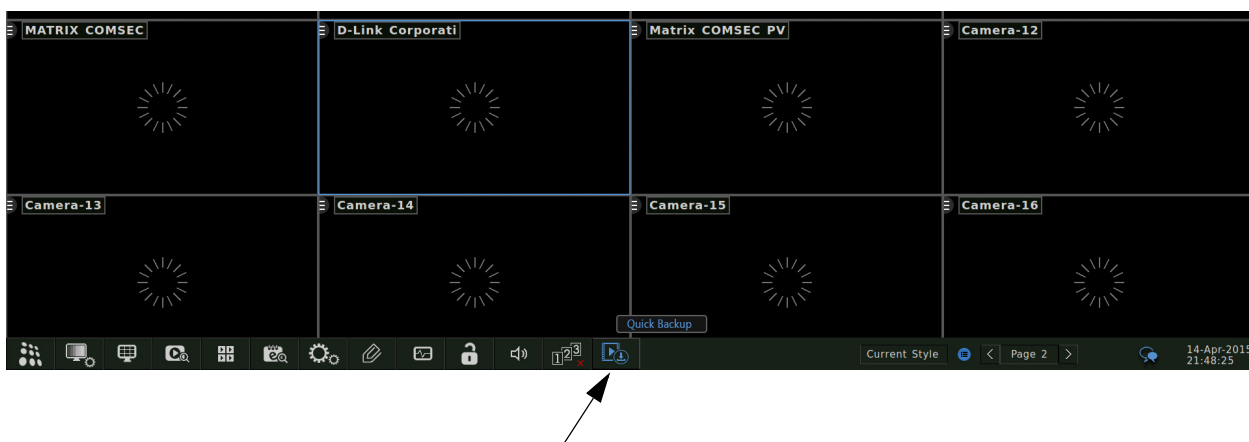 MATRIX COMSEC
D-Link Corporati
Matrix COMSEC PV
Camera-12
Camera-13
Camera-14
Camera-15
Camera-16
Quick Backup
123
Current Style
Page 2
14-Apr-2015
21:48:25